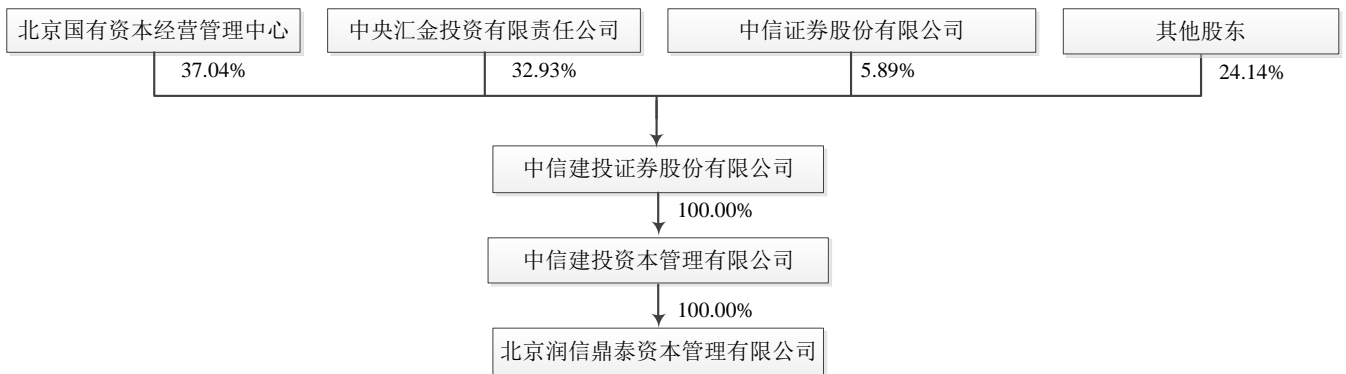 北京国有资本经营管理中心
中央汇金投资有限责任公司
中信证券股份有限公司
其他股东
37.04%
32.93%
5.89%
24.14%
中信建投证券股份有限公司
100.00%
中信建投资本管理有限公司
100.00%
北京润信鼎泰资本管理有限公司